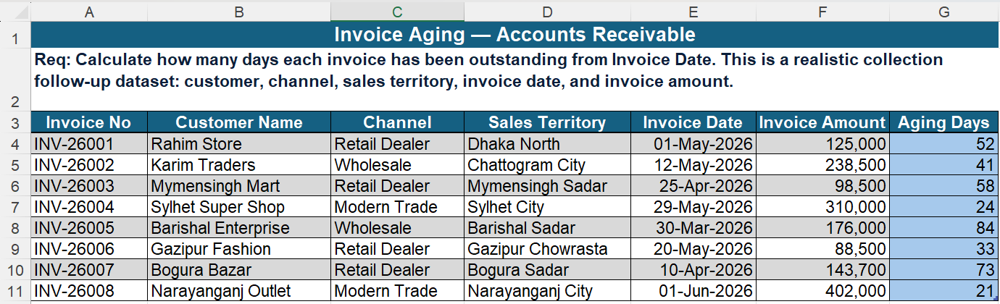 A B C D E F G
1 Invoice Aging — Accounts Receivable
Req: Calculate how many days each invoice has been outstanding from Invoice Date. This is a realistic collection
2 follow-up dataset: customer, channel, sales territory, invoice date, and invoice amount.
3 Invoice No Customer Name Channel Sales Territory Invoice Date Invoice Amount Aging Days
4 INV-26001 Rahim Store Retail Dealer Dhaka North 01-May-2026 125,000 52
5 INV-26002 Karim Traders Wholesale Chattogram City 12-May-2026 238,500 41
6 INV-26003 Mymensingh Mart Retail Dealer Mymensingh Sadar 25-Apr-2026 98,500 58
7 INV-26004 Sylhet Super Shop Modern Trade Sylhet City 29-May-2026 310,000 24
8 INV-26005 Barishal Enterprise Wholesale Barishal Sadar 30-Mar-2026 176,000 84
9 INV-26006 Gazipur Fashion Retail Dealer Gazipur Chowrasta 20-May-2026 88,500 33
10 INV-26007 Bogura Bazar Retail Dealer Bogura Sadar 10-Apr-2026 143,700 73
11 INV-26008 Narayanganj Outlet Modern Trade Narayanganj City 01-Jun-2026 402,000 21